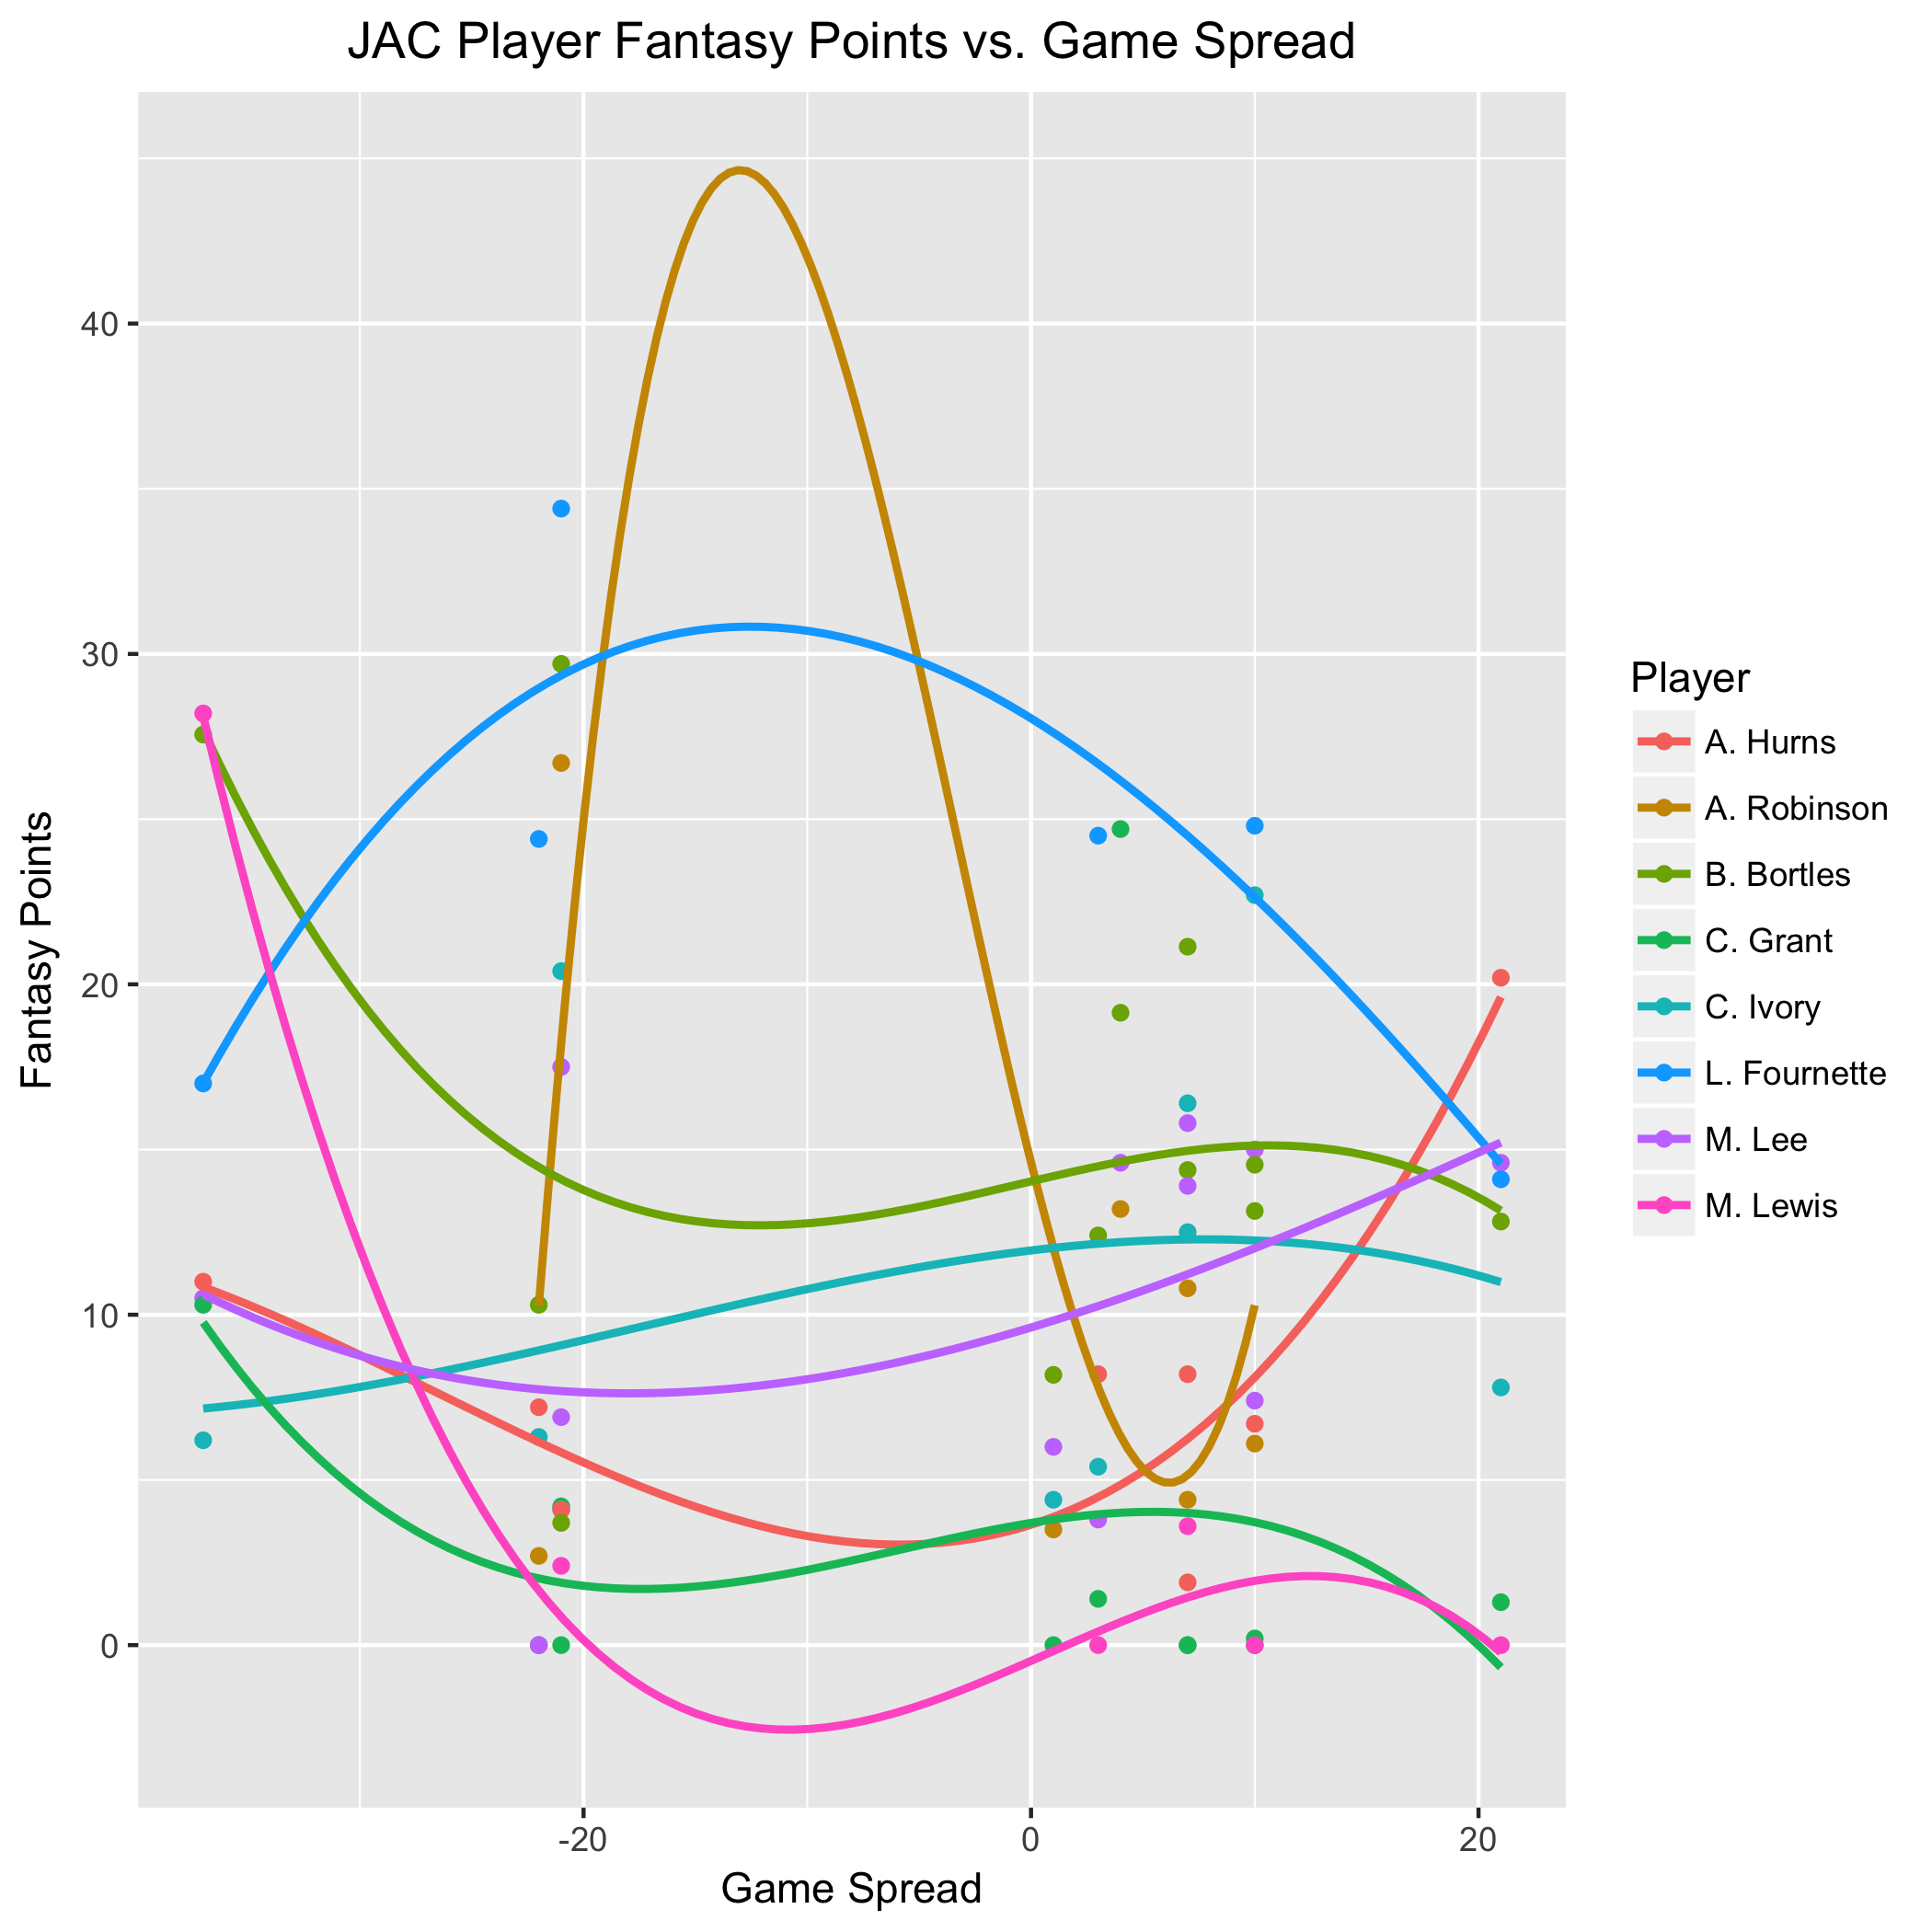 JAC Player Fantasy Points vs. Game Spread
Fantasy Points
40
30
20
10
0
-20
0
20
Game Spread
Player
A. Hurns
A. Robinson
B. Bortles
C. Grant
C. Ivory
L. Fournette
M. Lee
M. Lewis